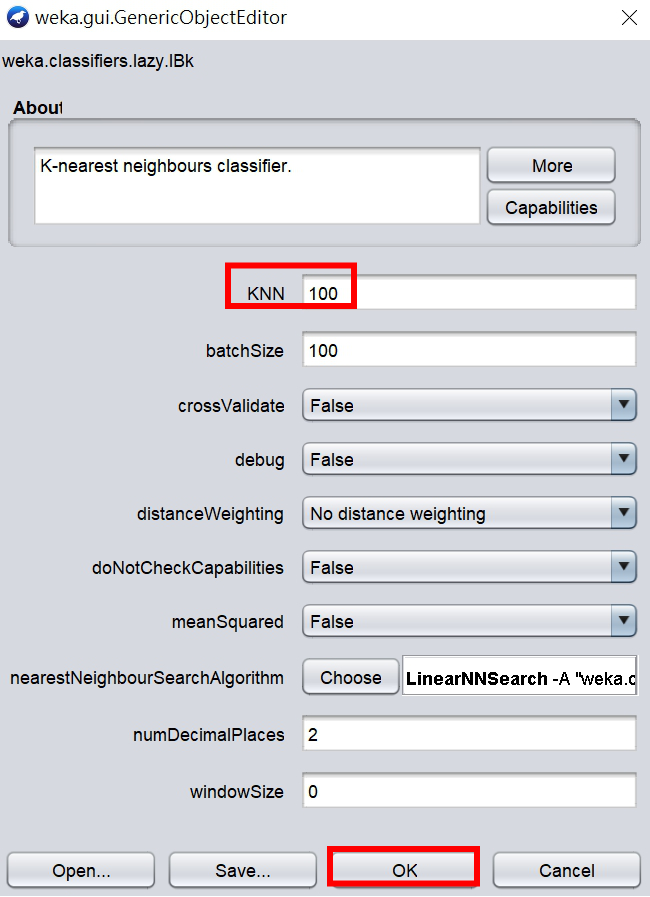 weka.gui.GenericObjectEditor
weka.classifiers.lazy.IBk
About
K-nearest neighbours classifier.
More
Capabilities
KNN 100
batchSize 100
crossValidate False
debug False
distanceWeighting No distance weighting
doNotCheckCapabilities False
meanSquared False
nearestNeighbourSearchAlgorithm Choose LinearNNSearch -A "weka.c
numDecimalPlaces 2
windowSize 0
Open... Save... OK Cancel